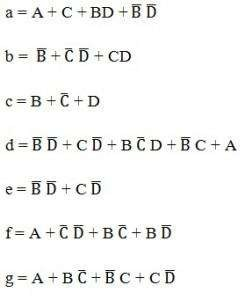 a = A + C + BD + B̅ D̅
b = B̅ + C̅ D̅ + CD
c = B + C̅ + D
d = B̅ D̅ + C D̅ + B C̅ D + B̅ C + A
e = B̅ D̅ + C D̅
f = A + C̅ D̅ + B C̅ + B D̅
g = A + B C̅ + B̅ C + C D̅